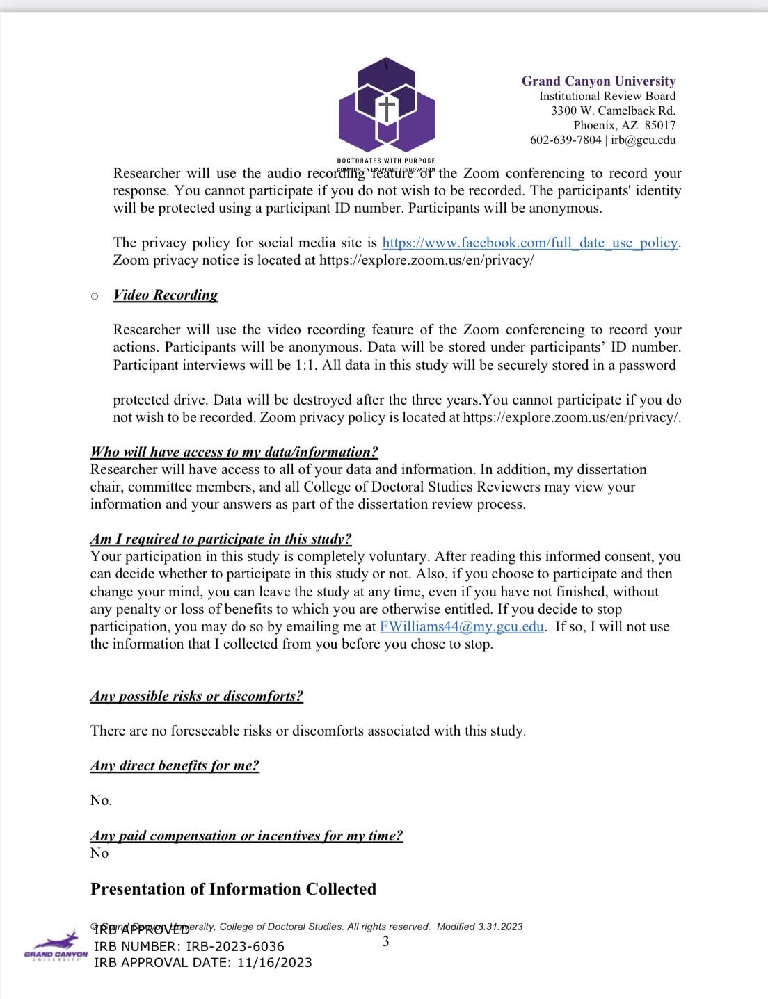 Grand Canyon University
Institutional Review Board
3300 W. Camelback Rd.
Phoenix, AZ 85017
602-639-7804 | irb@gcu.edu
DOCTORATES WITH PURPOSE
COMMUNITY | SUPPORT | INNOVATION
Researcher will use the audio recording feature of the Zoom conferencing to record your
response. You cannot participate if you do not wish to be recorded. The participants' identity
will be protected using a participant ID number. Participants will be anonymous.
The privacy policy for social media site is https://www.facebook.com/full_date_use_policy.
Zoom privacy notice is located at https://explore.zoom.us/en/privacy/
○ Video Recording
Researcher will use the video recording feature of the Zoom conferencing to record your
actions. Participants will be anonymous. Data will be stored under participants’ ID number.
Participant interviews will be 1:1. All data in this study will be securely stored in a password
protected drive. Data will be destroyed after the three years.You cannot participate if you do
not wish to be recorded. Zoom privacy policy is located at https://explore.zoom.us/en/privacy/.
Who will have access to my data/information?
Researcher will have access to all of your data and information. In addition, my dissertation
chair, committee members, and all College of Doctoral Studies Reviewers may view your
information and your answers as part of the dissertation review process.
Am I required to participate in this study?
Your participation in this study is completely voluntary. After reading this informed consent, you
can decide whether to participate in this study or not. Also, if you choose to participate and then
change your mind, you can leave the study at any time, even if you have not finished, without
any penalty or loss of benefits to which you are otherwise entitled. If you decide to stop
participation, you may do so by emailing me at FWilliams44@my.gcu.edu. If so, I will not use
the information that I collected from you before you chose to stop.
Any possible risks or discomforts?
There are no foreseeable risks or discomforts associated with this study.
Any direct benefits for me?
No.
Any paid compensation or incentives for my time?
No
Presentation of Information Collected
© Grand Canyon University, College of Doctoral Studies. All rights reserved. Modified 3.31.2023
3
GRAND CANYON
UNIVERSITY
IRB APPROVED
IRB NUMBER: IRB-2023-6036
IRB APPROVAL DATE: 11/16/2023